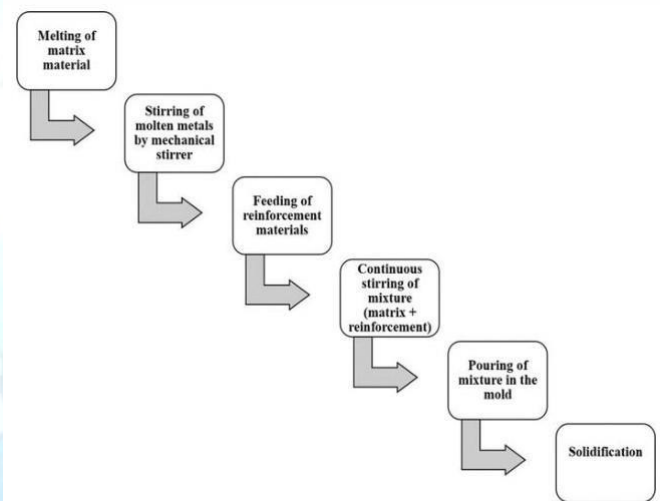 Melting of
matrix
material
Stirring of
molten metals
by mechanical
stirrer
Feeding of
reinforcement
materials
Continuous
stirring of
mixture
(matrix +
reinforcement)
Pouring of
mixture in the
mold
Solidification